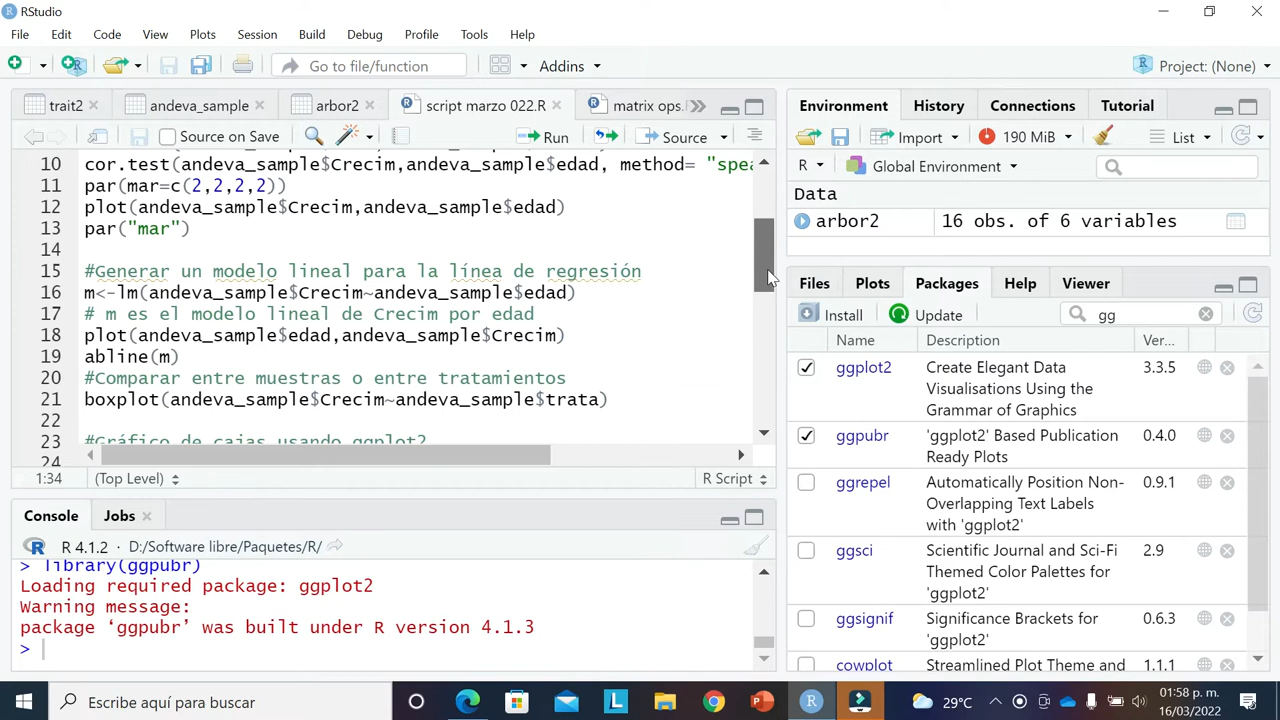 RStudio
File Edit Code View Plots Session Build Debug Profile Tools Help
Go to file/function Addins Project: (None)
trait2 andeva_sample arbor2 script marzo 022.R matrix ops.
Source on Save Run Source
10 cor.test(andeva_sample$Crecim,andeva_sample$edad, method= "spea
11 par(mar=c(2,2,2,2))
12 plot(andeva_sample$Crecim,andeva_sample$edad)
13 par("mar")
14
15 #Generar un modelo lineal para la línea de regresión
16 m<-lm(andeva_sample$Crecim~andeva_sample$edad)
17 # m es el modelo lineal de Crecim por edad
18 plot(andeva_sample$edad,andeva_sample$Crecim)
19 abline(m)
20 #Comparar entre muestras o entre tratamientos
21 boxplot(andeva_sample$Crecim~andeva_sample$trata)
22
23 #Gráfico de cajas usando ggplot2
24
1:34 (Top Level) R Script
Console Jobs
R 4.1.2 · D:/Software libre/Paquetes/R/
> library(ggpubr)
Loading required package: ggplot2
Warning message:
package ‘ggpubr’ was built under R version 4.1.3
>
Environment History Connections Tutorial
Import 190 MiB List
R Global Environment
Data
arbor2 16 obs. of 6 variables
Files Plots Packages Help Viewer
Install Update gg
Name Description Ver...
ggplot2 Create Elegant Data 3.3.5
Visualisations Using the
Grammar of Graphics
ggpubr 'ggplot2' Based Publication 0.4.0
Ready Plots
ggrepel Automatically Position Non- 0.9.1
Overlapping Text Labels
with 'ggplot2'
ggsci Scientific Journal and Sci-Fi 2.9
Themed Color Palettes for
'ggplot2'
ggsignif Significance Brackets for 0.6.3
'ggplot2'
cowplot Streamlined Plot Theme and 1.1.1
Escribe aquí para buscar
29°C
01:58 p. m.
16/03/2022